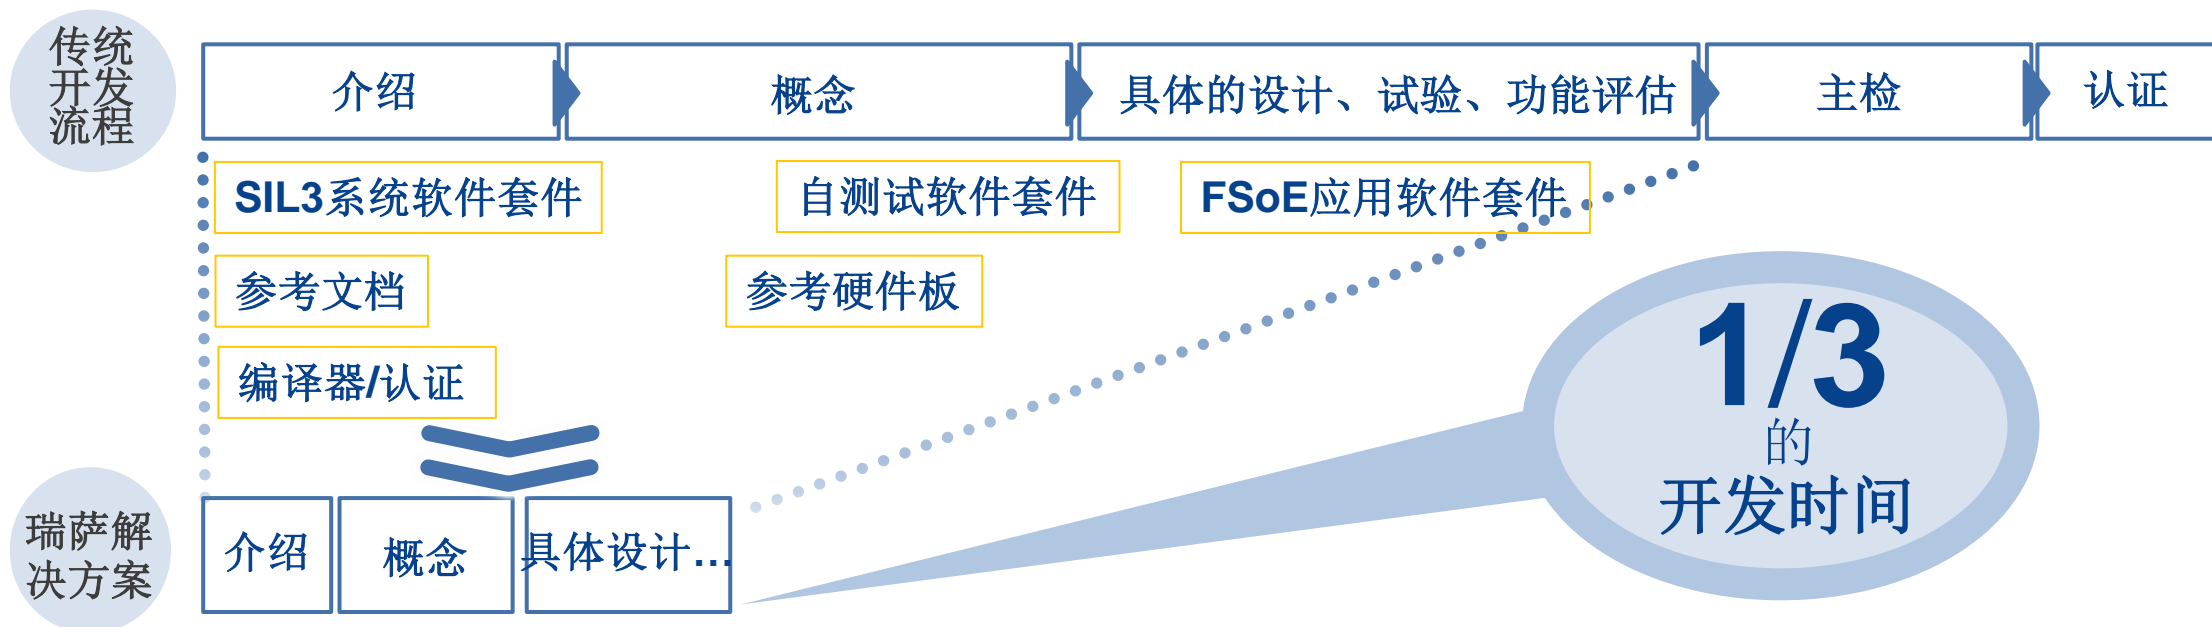 传统
开发
流程
介绍
概念
具体的设计、试验、功能评估
主检
认证
SIL3系统软件套件
自测试软件套件
FSoE应用软件套件
参考文档
参考硬件板
编译器/认证
1/3
的
开发时间
瑞萨解
决方案
介绍
概念
具体设计...